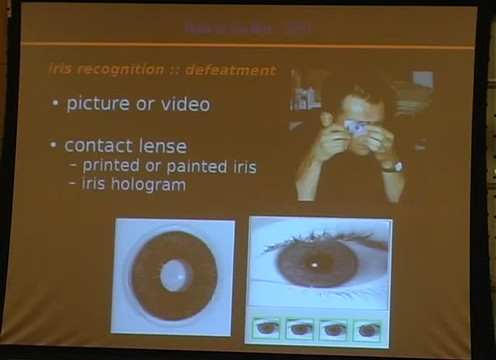 iris recognition :: defeatment
• picture or video
• contact lense
– printed or painted iris
– iris hologram